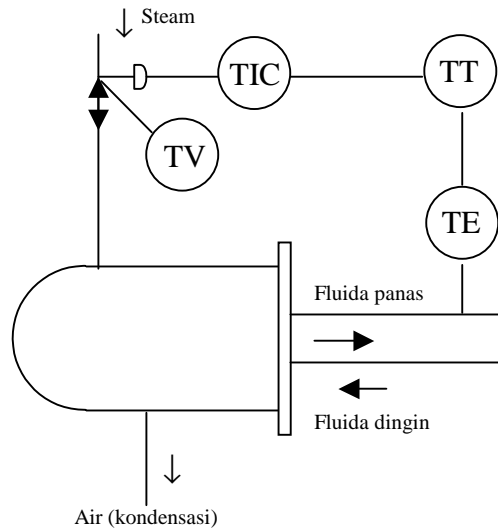 Steam
TIC
TT
TV
TE
Fluida panas
Fluida dingin
Air (kondensasi)